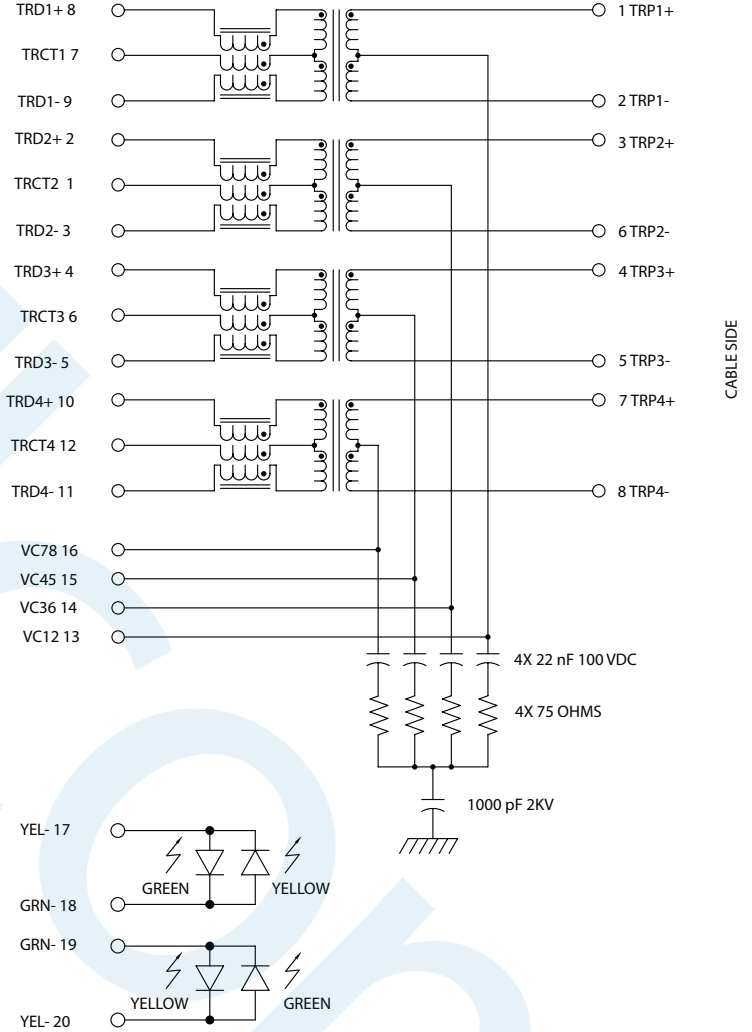 TRD1+ 8
1 TRP1+
TRCT1 7
TRD1- 9
2 TRP1-
TRD2+ 2
3 TRP2+
TRCT2 1
TRD2- 3
6 TRP2-
TRD3+ 4
4 TRP3+
TRCT3 6
TRD3- 5
5 TRP3-
CABLE SIDE
TRD4+ 10
7 TRP4+
TRCT4 12
TRD4- 11
8 TRP4-
VC78 16
VC45 15
VC36 14
VC12 13
4X 22 nF 100 VDC
4X 75 OHMS
1000 pF 2KV
YEL- 17
GREEN
YELLOW
GRN- 18
GRN- 19
YELLOW
GREEN
YEL- 20